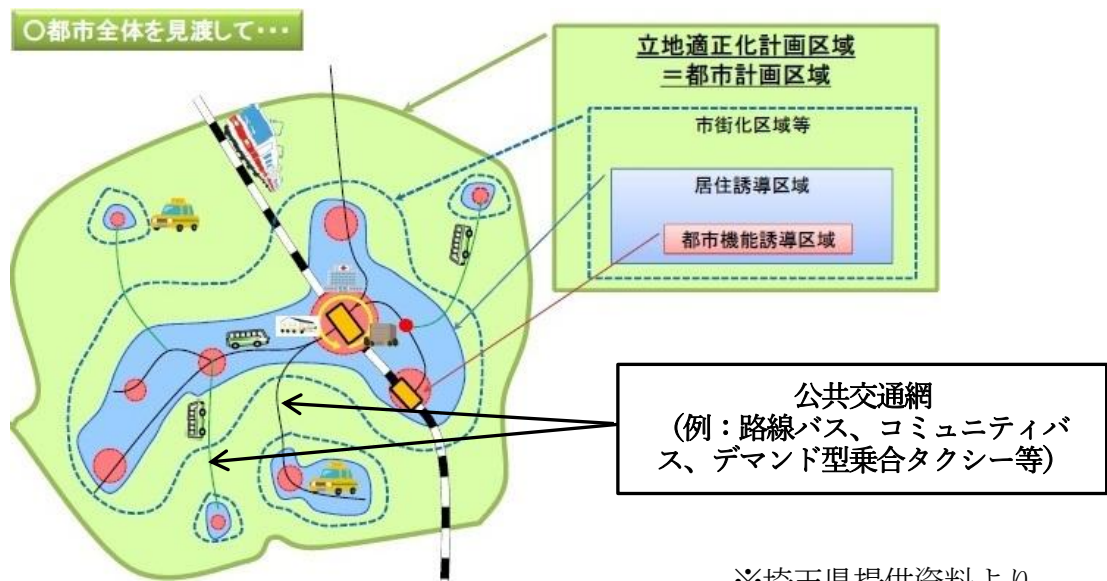 〇都市全体を見渡して・・・
立地適正化計画区域
＝都市計画区域
市街化区域等
居住誘導区域
都市機能誘導区域
公共交通網
（例：路線バス、コミュニティバ
ス、デマンド型乗合タクシー等）
※埼玉県提供資料より